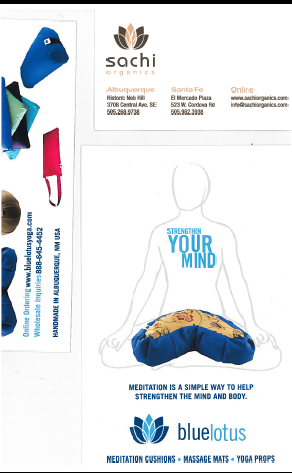 sachi
organics
Albuquerque
Historic Nob Hill
3708 Central Ave. SE
505.268.9738
Santa Fe
El Mercado Plaza
523 W. Cordova Rd
505.982.3938
Online
www.sachiorganics.com
info@sachiorganics.com
Online Ordering www.bluelotusyoga.com
Wholesale Inquiries 888-645-4452
HANDMADE IN ALBUQUERQUE, NM USA
STRENGTHEN
YOUR
MIND
MEDITATION IS A SIMPLE WAY TO HELP
STRENGTHEN THE MIND AND BODY.
bluelotus
MEDITATION CUSHIONS • MASSAGE MATS • YOGA PROPS